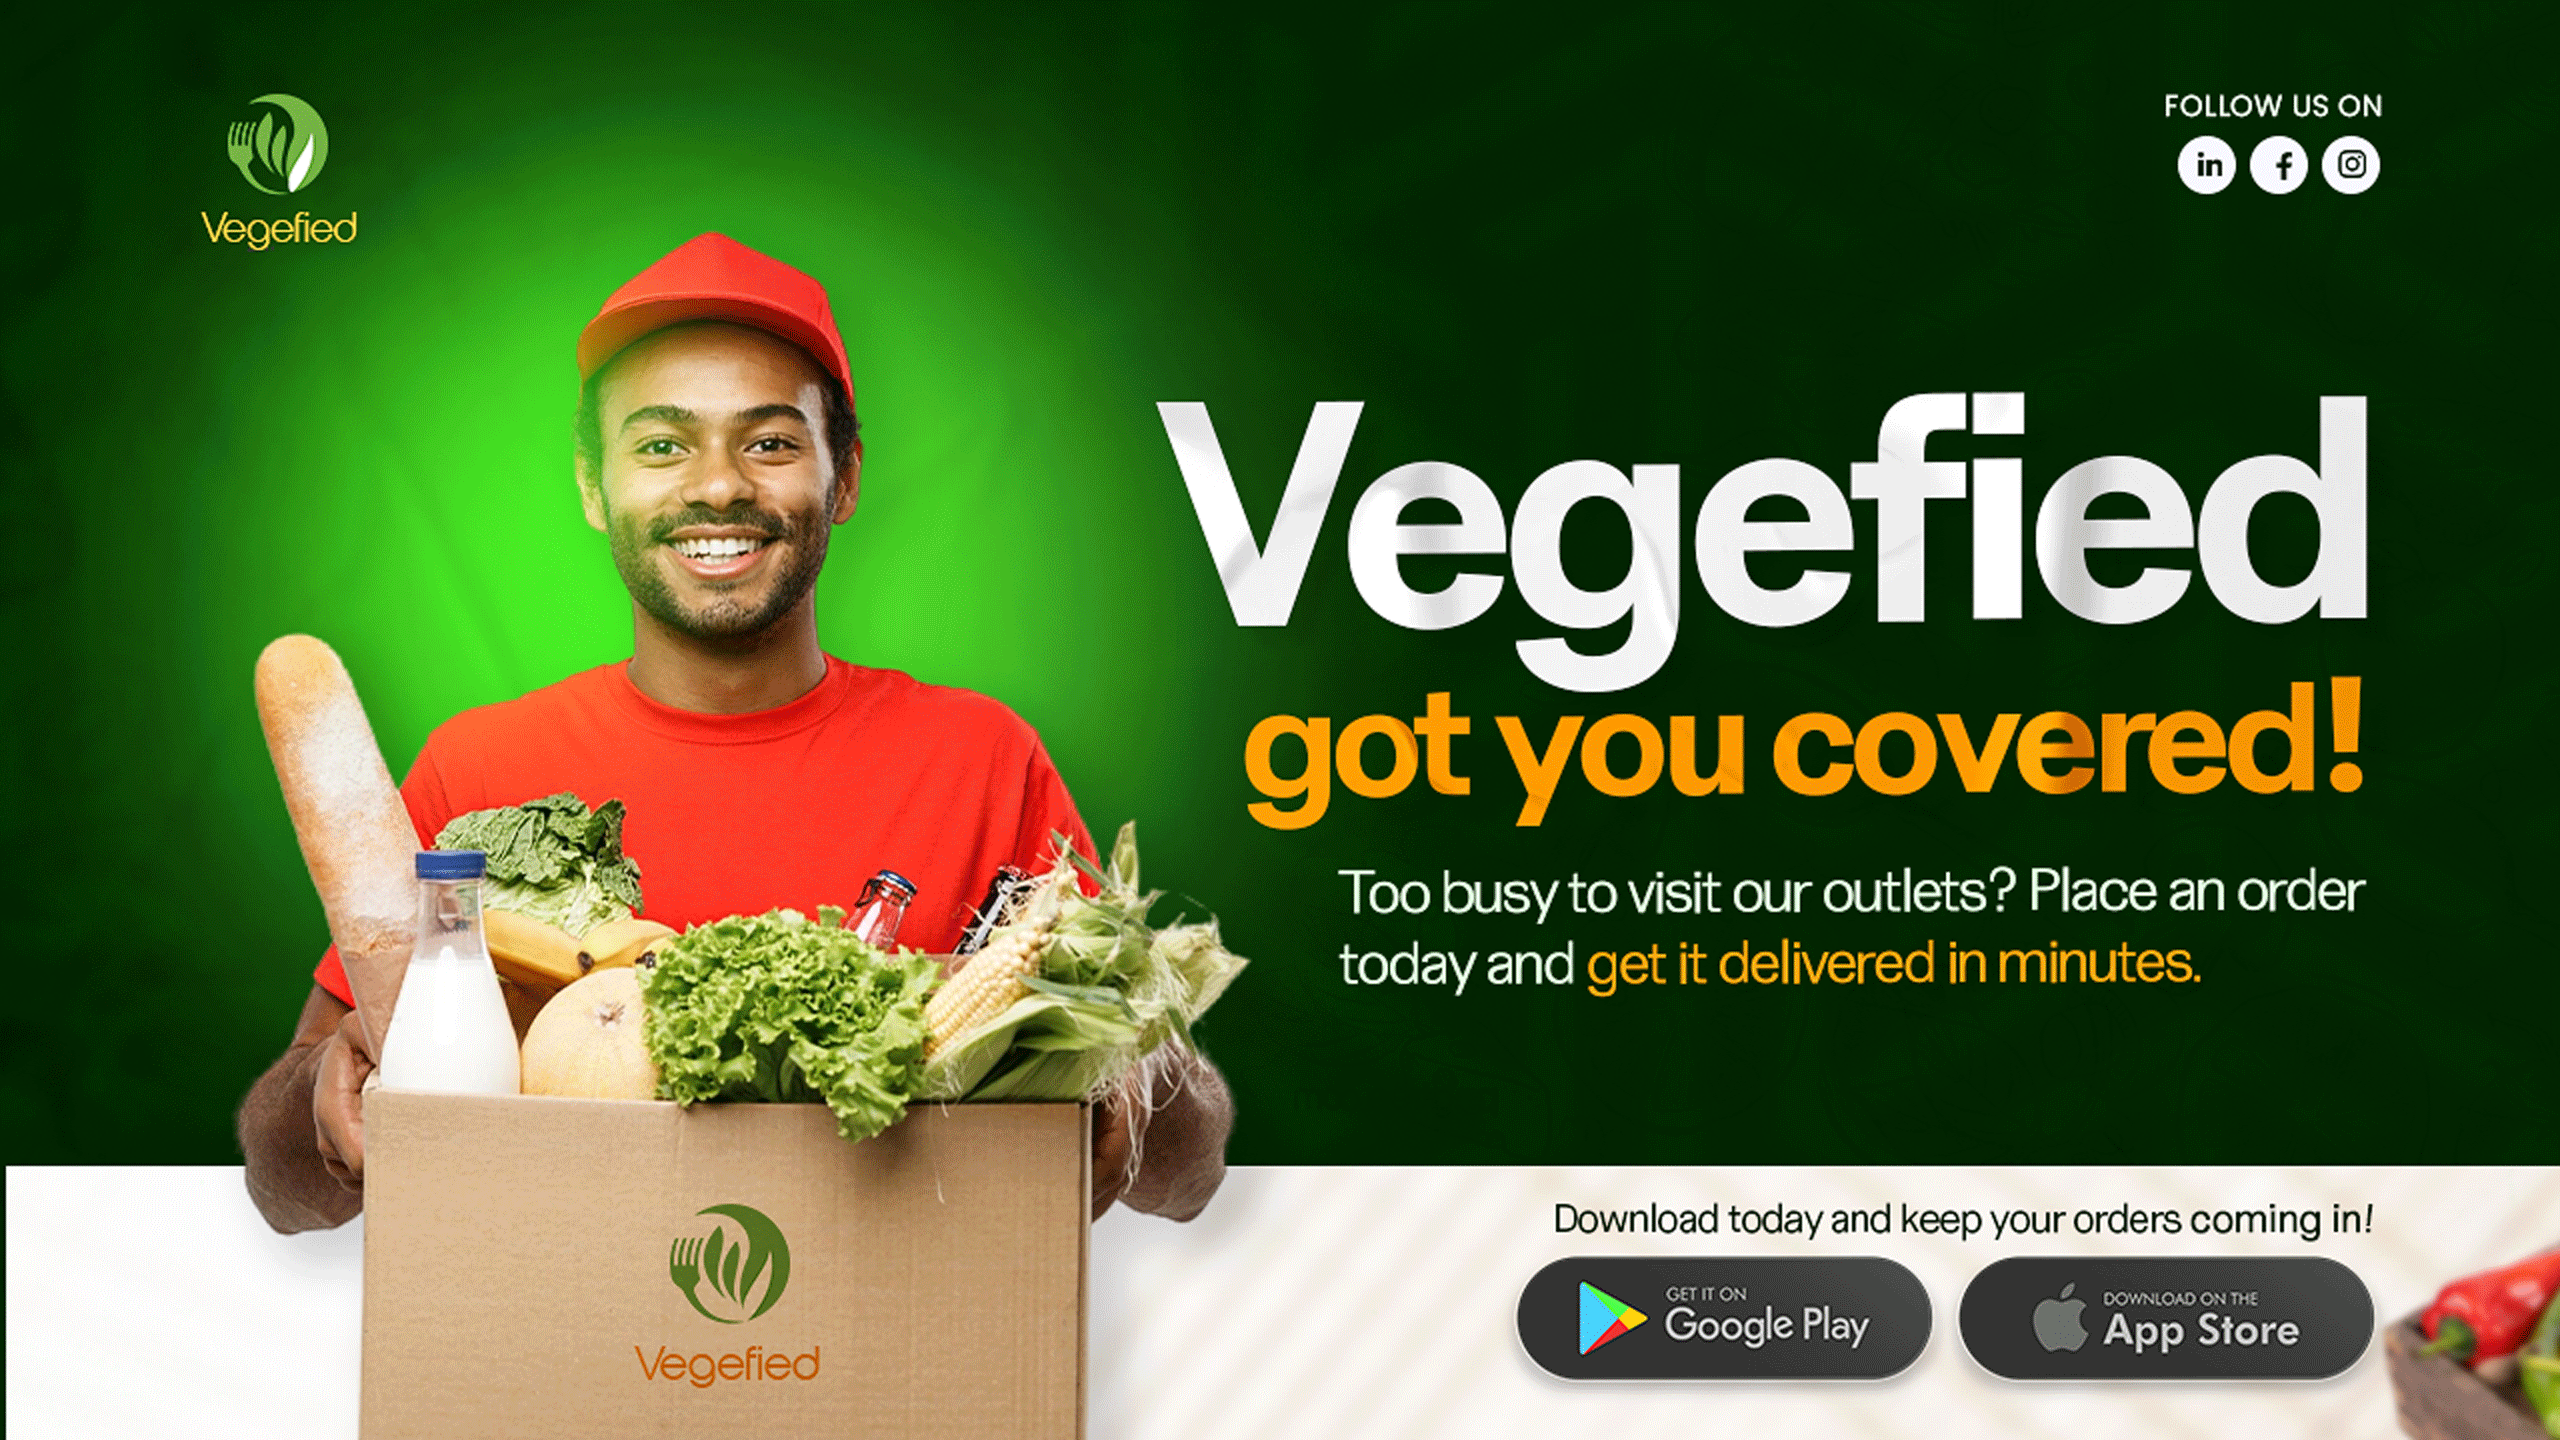 Vegefied
FOLLOW US ON
in f
Vegefied
got you covered!
Too busy to visit our outlets? Place an order
today and get it delivered in minutes.
Download today and keep your orders coming in!
GET IT ON
Google Play
DOWNLOAD ON THE
App Store
Vegefied